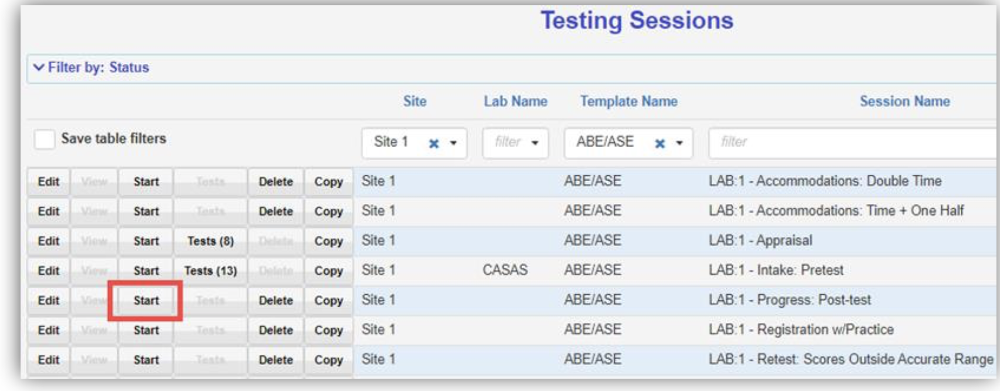 Testing Sessions
Filter by: Status
Site Lab Name Template Name Session Name
Save table filters Site 1 filter ABE/ASE filter
Edit View Start Tests Delete Copy Site 1 ABE/ASE LAB:1 - Accommodations: Double Time
Edit View Start Tests Delete Copy Site 1 ABE/ASE LAB:1 - Accommodations: Time + One Half
Edit View Start Tests (8) Delete Copy Site 1 ABE/ASE LAB:1 - Appraisal
Edit View Start Tests (13) Delete Copy Site 1 CASAS ABE/ASE LAB:1 - Intake: Pretest
Edit View Start Tests Delete Copy Site 1 ABE/ASE LAB:1 - Progress: Post-test
Edit View Start Tests Delete Copy Site 1 ABE/ASE LAB:1 - Registration w/Practice
Edit View Start Tests Delete Copy Site 1 ABE/ASE LAB:1 - Retest: Scores Outside Accurate Range